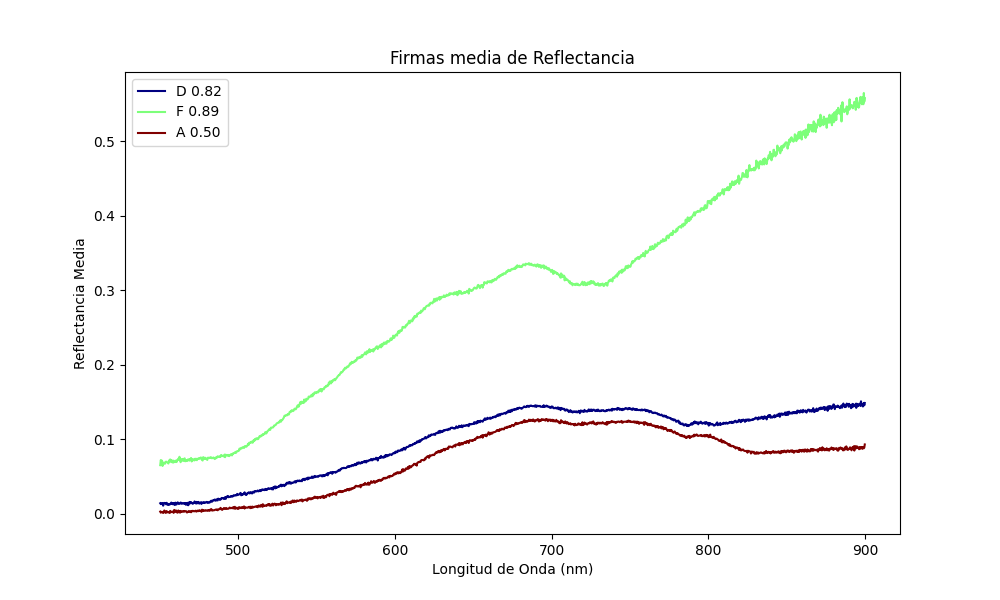 Firmas media de Reflectancia
D 0.82
F 0.89
A 0.50
Reflectancia Media
0.5
0.4
0.3
0.2
0.1
0.0
500
600
700
800
900
Longitud de Onda (nm)